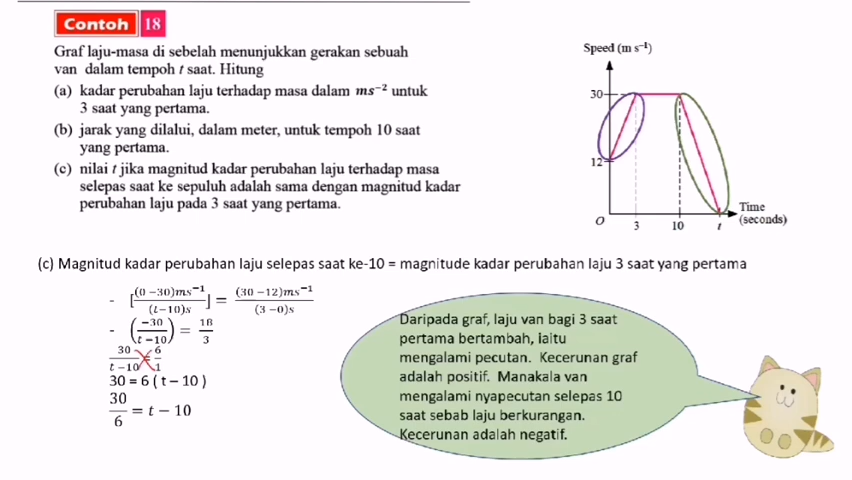 Contoh 18
Graf laju-masa di sebelah menunjukkan gerakan sebuah
van dalam tempoh t saat. Hitung
(a) kadar perubahan laju terhadap masa dalam ms⁻² untuk
3 saat yang pertama.
(b) jarak yang dilalui, dalam meter, untuk tempoh 10 saat
yang pertama.
(c) nilai t jika magnitud kadar perubahan laju terhadap masa
selepas saat ke sepuluh adalah sama dengan magnitud kadar
perubahan laju pada 3 saat yang pertama.
Speed (m s⁻¹)
30
12
O 3 10 t
Time
(seconds)
(c) Magnitud kadar perubahan laju selepas saat ke-10 = magnitude kadar perubahan laju 3 saat yang pertama
- [(0−30)ms⁻¹/(t−10)s] = (30−12)ms⁻¹/(3−0)s
- (−30/t−10) = 18/3
30/t−10 = 6/1
30 = 6 ( t − 10 )
30/6 = t − 10
Daripada graf, laju van bagi 3 saat
pertama bertambah, iaitu
mengalami pecutan. Kecerunan graf
adalah positif. Manakala van
mengalami nyapecutan selepas 10
saat sebab laju berkurangan.
Kecerunan adalah negatif.